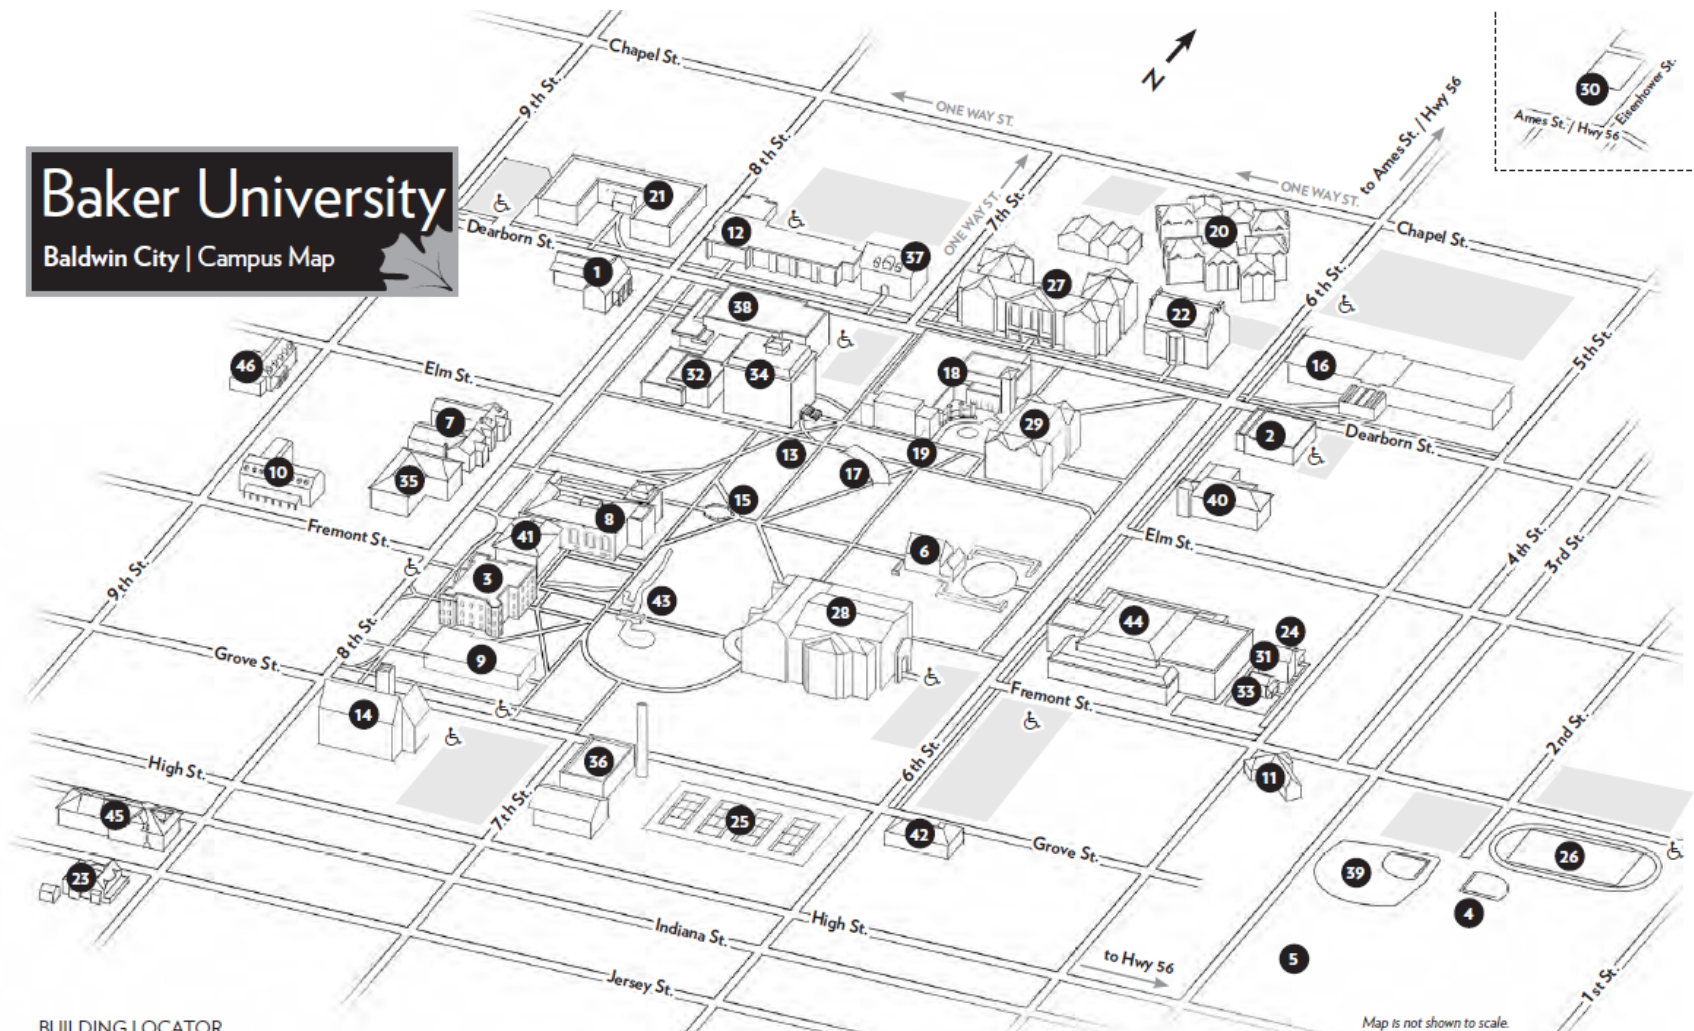 Chapel St.
9th St.
8th St.
ONE WAY ST.
ONE WAY ST.
7th St.
N
ONE WAY ST.
to Ames St. / Hwy 56
30
Ames St. / Hwy 56
Eisenhower St.
Baker University
Baldwin City | Campus Map
Dearborn St.
21
12
37
1
27
20
22
Chapel St.
6th St.
5th St.
38
32
34
18
29
16
2
Dearborn St.
46
Elm St.
7
10
35
13
17
19
15
40
Fremont St.
8
41
3
6
Elm St.
4th St.
3rd St.
9th St.
43
28
44
24
31
33
8th St.
Grove St.
9
14
Fremont St.
2nd St.
High St.
36
6th St.
11
45
7th St.
25
42
Grove St.
39
26
23
4
High St.
Indiana St.
to Hwy 56
5
Jersey St.
1st St.
BUILDING LOCATOR
Map is not shown to scale.